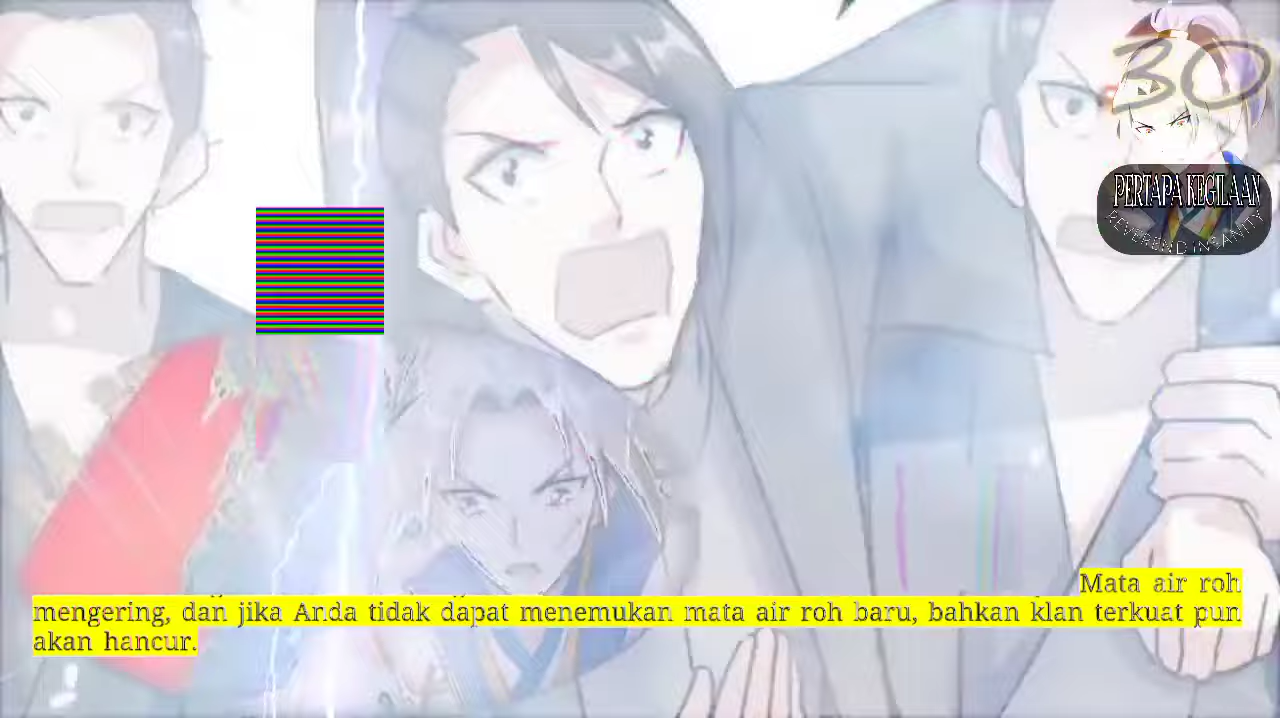 30
PERTAPA KEGILAAN
REVEREND INSANITY
Mata air roh
mengering, dan jika Anda tidak dapat menemukan mata air roh baru, bahkan klan terkuat pun
akan hancur.